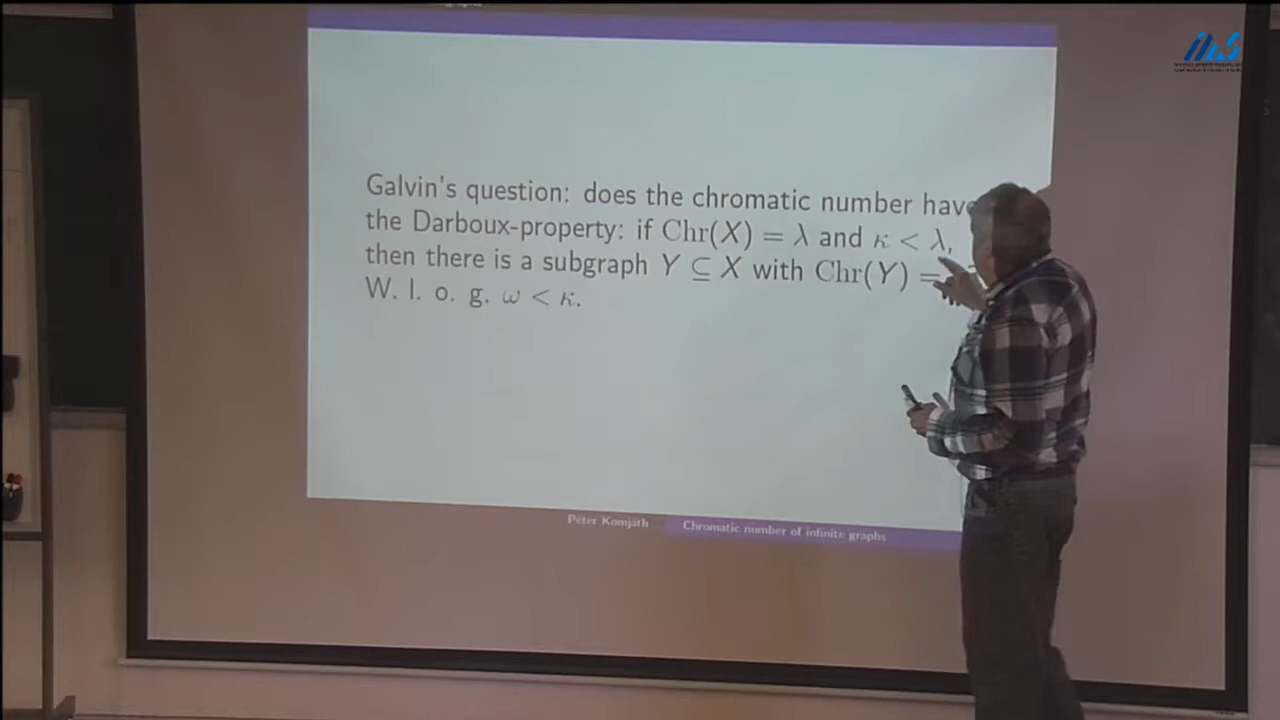 Galvin's question: does the chromatic number have
the Darboux-property: if Chr(X) = λ and κ < λ,
then there is a subgraph Y ⊆ X with Chr(Y) =
W. l. o. g. ω < κ.
Péter Komjáth Chromatic number of infinite graphs